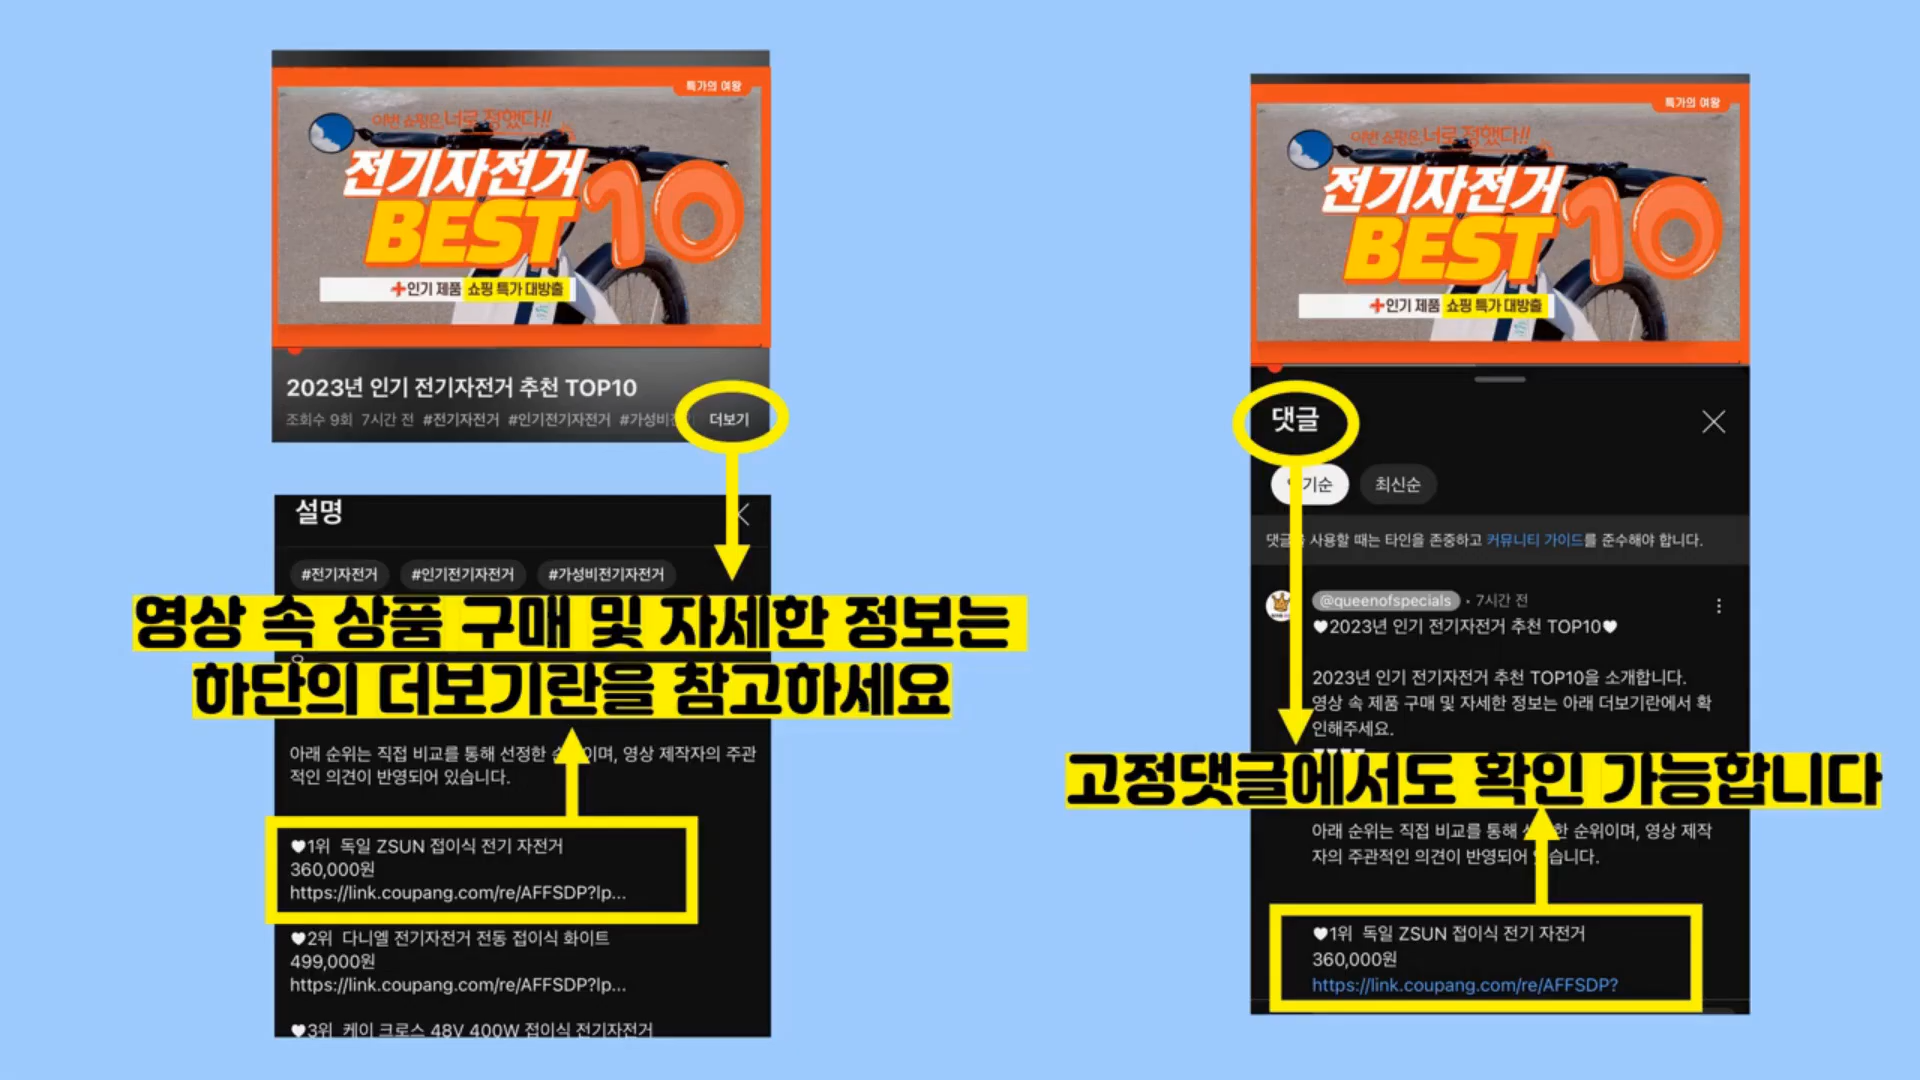 특가의 여왕
이번 쇼핑은 너로 정했다!!
전기자전거
BEST 10
+인기 제품 쇼핑 특가 대방출
2023년 인기 전기자전거 추천 TOP10
조회수 9회 7시간 전 #전기자전거 #인기전기자전거 #가성비전 더보기
설명
#전기자전거 #인기전기자전거 #가성비전기자전거
영상 속 상품 구매 및 자세한 정보는
하단의 더보기란을 참고하세요
아래 순위는 직접 비교를 통해 선정한 순위이며, 영상 제작자의 주관
적인 의견이 반영되어 있습니다.
♥1위 독일 ZSUN 접이식 전기 자전거
360,000원
https://link.coupang.com/re/AFFSDP?lp...
♥2위 다니엘 전기자전거 전동 접이식 화이트
499,000원
https://link.coupang.com/re/AFFSDP?lp...
♥3위 케이 크로스 48V 400W 접이식 전기자전거
특가의 여왕
이번 쇼핑은 너로 정했다!!
전기자전거
BEST 10
+인기 제품 쇼핑 특가 대방출
댓글
인기순 최신순
댓글을 사용할 때는 타인을 존중하고 커뮤니티 가이드를 준수해야 합니다.
@queenofspecials · 7시간 전
♥2023년 인기 전기자전거 추천 TOP10♥
2023년 인기 전기자전거 추천 TOP10을 소개합니다.
영상 속 제품 구매 및 자세한 정보는 아래 더보기란에서 확
인해주세요.
고정댓글에서도 확인 가능합니다
아래 순위는 직접 비교를 통해 선정한 순위이며, 영상 제작
자의 주관적인 의견이 반영되어 있습니다.
♥1위 독일 ZSUN 접이식 전기 자전거
360,000원
https://link.coupang.com/re/AFFSDP?